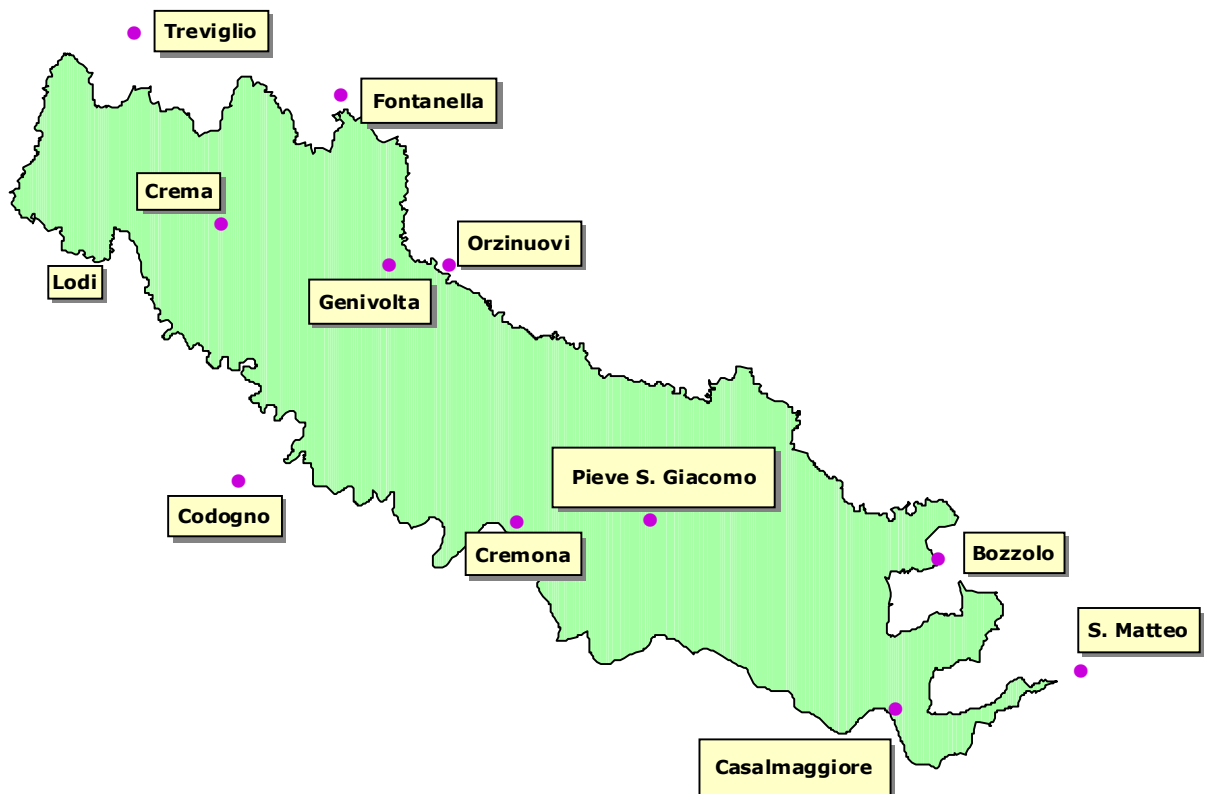 Treviglio
Fontanella
Crema
Orzinuovi
Lodi
Genivolta
Pieve S. Giacomo
Codogno
Cremona
Bozzolo
S. Matteo
Casalmaggiore